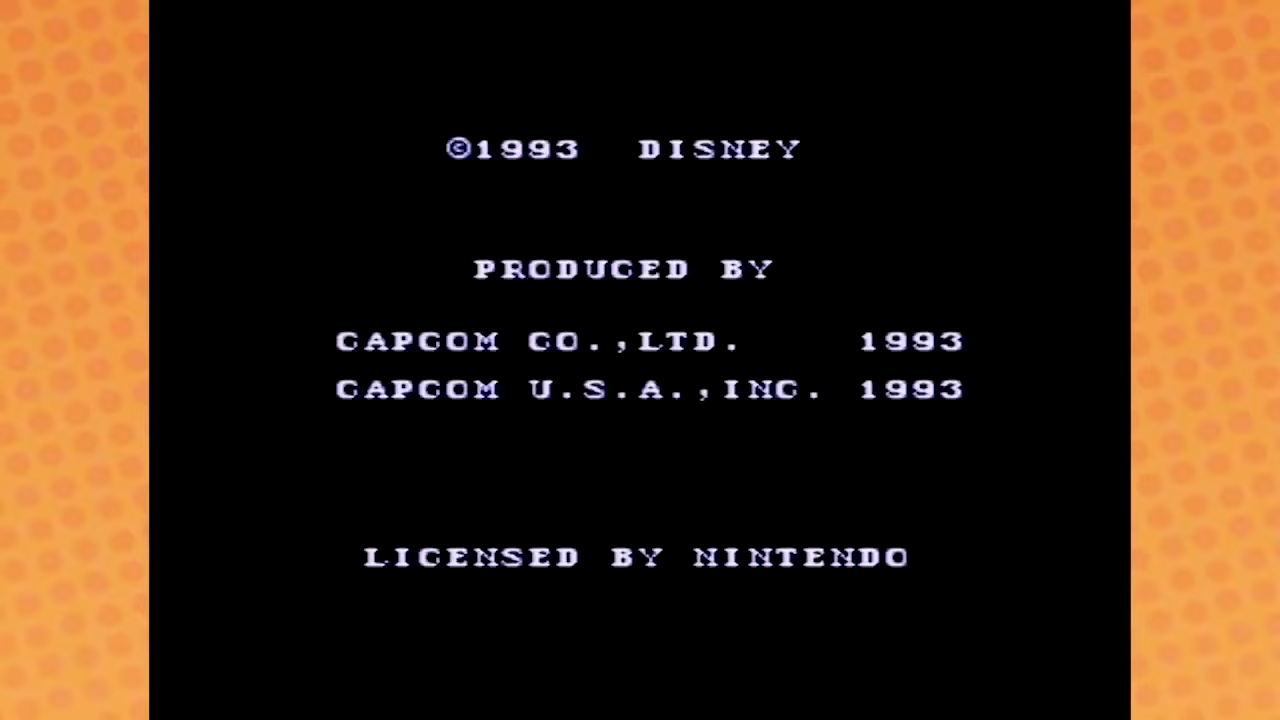 ©1993 DISNEY
PRODUCED BY
CAPCOM CO.,LTD. 1993
CAPCOM U.S.A.,INC. 1993
LICENSED BY NINTENDO